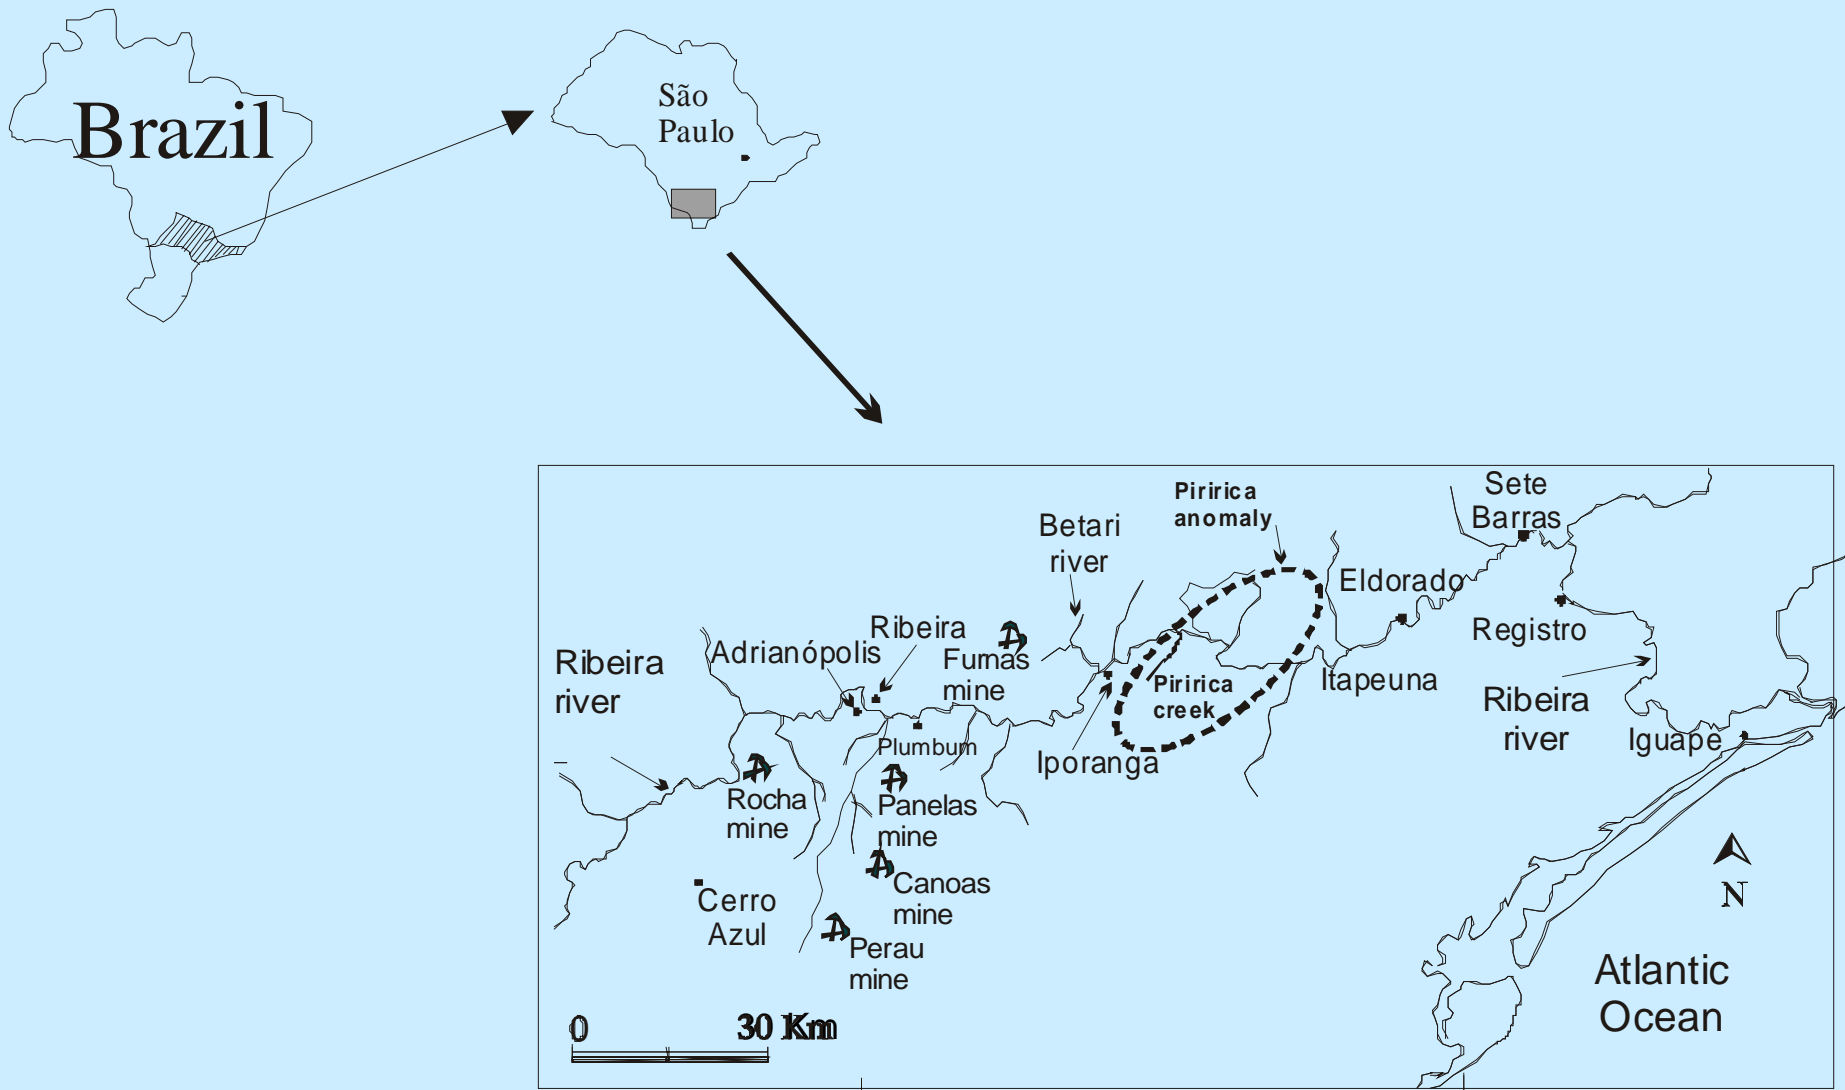 Brazil
São
Paulo
Piririca
anomaly
Sete
Barras
Betari
river
Eldorado
Ribeira
Registro
Adrianópolis
Furnas
mine
Ribeira
river
Piririca
creek
Itapeuna
Ribeira
river
Plumbum
Iporanga
Iguape
Rocha
mine
Panelas
mine
Canoas
mine
Cerro
Azul
Perau
mine
N
Atlantic
Ocean
0 30 Km